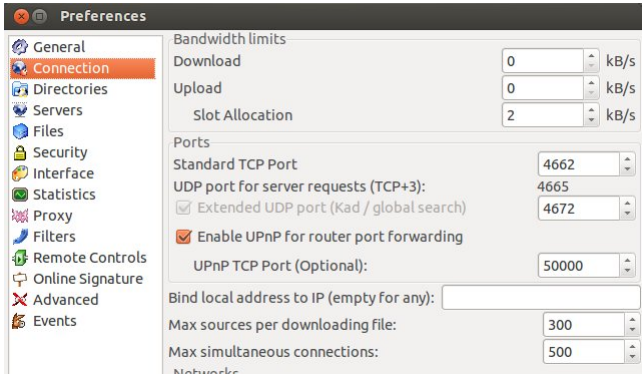 Preferences
General
Connection
Directories
Servers
Files
Security
Interface
Statistics
Proxy
Filters
Remote Controls
Online Signature
Advanced
Events
Bandwidth limits
Download 0 kB/s
Upload 0 kB/s
Slot Allocation 2 kB/s
Ports
Standard TCP Port 4662
UDP port for server requests (TCP+3): 4665
Extended UDP port (Kad / global search) 4672
Enable UPnP for router port forwarding
UPnP TCP Port (Optional): 50000
Bind local address to IP (empty for any):
Max sources per downloading file: 300
Max simultaneous connections: 500
Networks